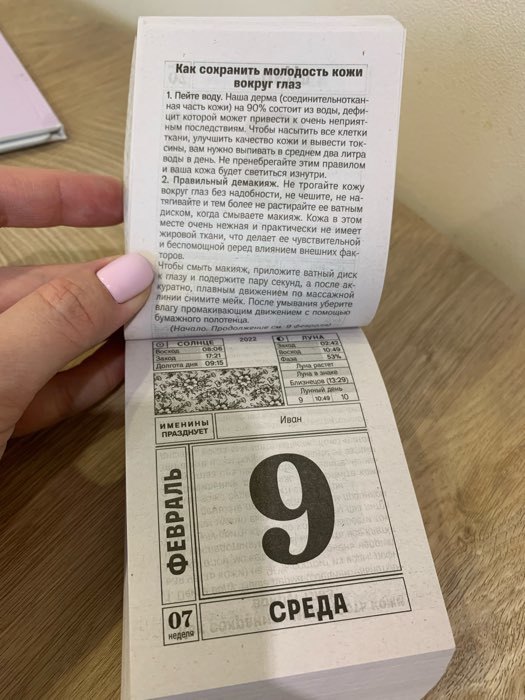 Как сохранить молодость кожи
вокруг глаз
1. Пейте воду. Наша дерма (соединительноткан-
ная часть кожи) на 90% состоит из воды, дефи-
цит которой может привести к очень неприят-
ным последствиям. Чтобы насытить все клетки
ткани, улучшить качество кожи и вывести ток-
сины, вам нужно выпивать в среднем два литра
воды в день. Не пренебрегайте этим правилом
и ваша кожа будет светиться изнутри.
2. Правильный демакияж. Не трогайте кожу
вокруг глаз без надобности, не чешите, не на-
тягивайте и тем более не растирайте ее ватным
диском, когда смываете макияж. Кожа в этом
месте очень нежная и практически не имеет
жировой ткани, что делает ее чувствительной
и беспомощной перед влиянием внешних фак-
торов.
Чтобы смыть макияж, приложите ватный диск
к глазу и подержите пару секунд, а после ак-
куратно, плавным движением по массажной
линии снимите мейк. После умывания уберите
влагу промакивающим движением с помощью
бумажного полотенца.
(Начало. Продолжение см. 9 февраля)
СОЛНЦЕ
Восход 08:06
Заход 17:21
Долгота дня 09:15
2022
ЛУНА
Заход 02:42
Восход 10:49
Фаза 53%
Луна растет
Луна в знаке
Близнецов (13:29)
Лунный день
9 10:49 10
ИМЕНИНЫ
ПРАЗДНУЕТ
Иван
ФЕВРАЛЬ
9
07
неделя
СРЕДА